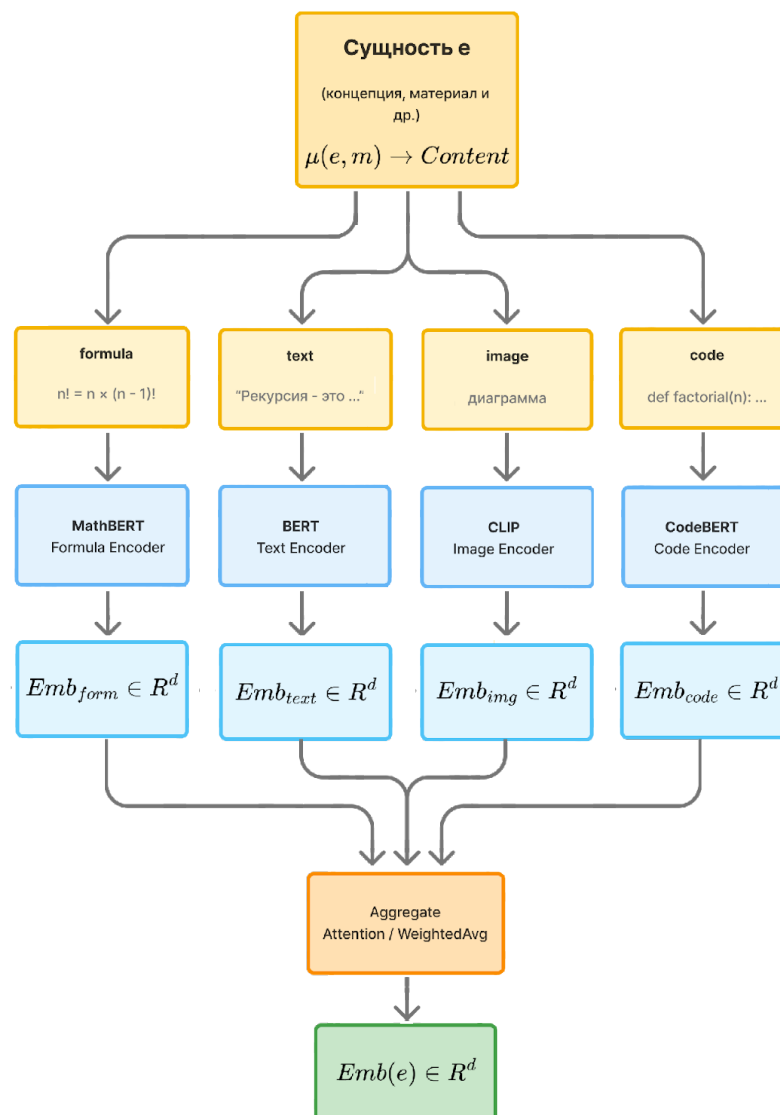 Сущность е
(концепция, материал и
др.)
μ(e, m) → Content
formula
n! = n × (n - 1)!
text
“Рекурсия - это ...“
image
диаграмма
code
def factorial(n): ...
MathBERT
Formula Encoder
BERT
Text Encoder
CLIP
Image Encoder
CodeBERT
Code Encoder
Emb_form ∈ R^d
Emb_text ∈ R^d
Emb_img ∈ R^d
Emb_code ∈ R^d
Aggregate
Attention / WeightedAvg
Emb(e) ∈ R^d